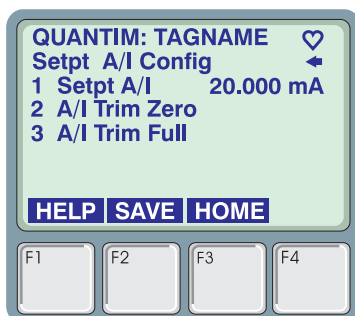 QUANTIM: TAGNAME
Setpt A/I Config
1 Setpt A/I 20.000 mA
2 A/I Trim Zero
3 A/I Trim Full
HELP SAVE HOME
F1 F2 F3 F4